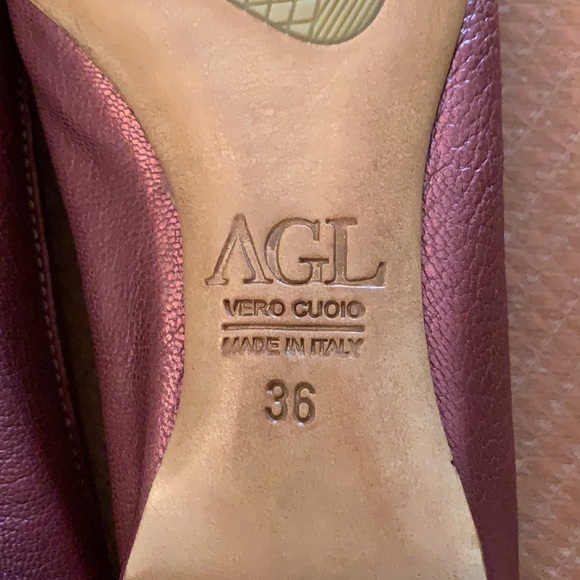 AGL
VERO CUOIO
MADE IN ITALY
36